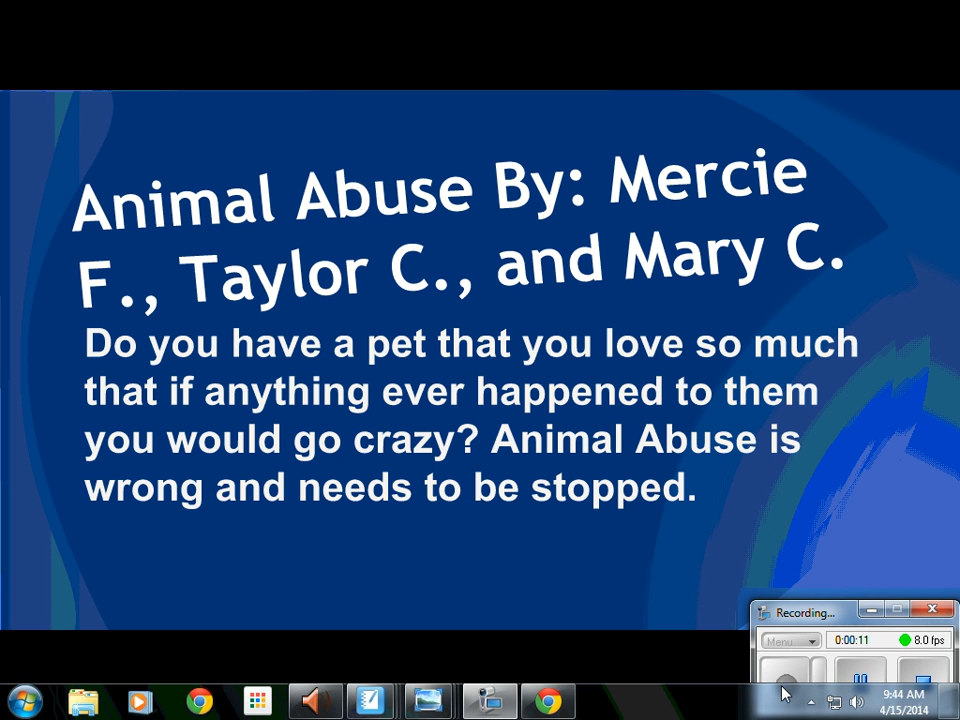 Animal Abuse By: Mercie
F., Taylor C., and Mary C.
Do you have a pet that you love so much
that if anything ever happened to them
you would go crazy? Animal Abuse is
wrong and needs to be stopped.
Recording...
Menu 0:00:11 8.0 fps
9:44 AM
4/15/2014